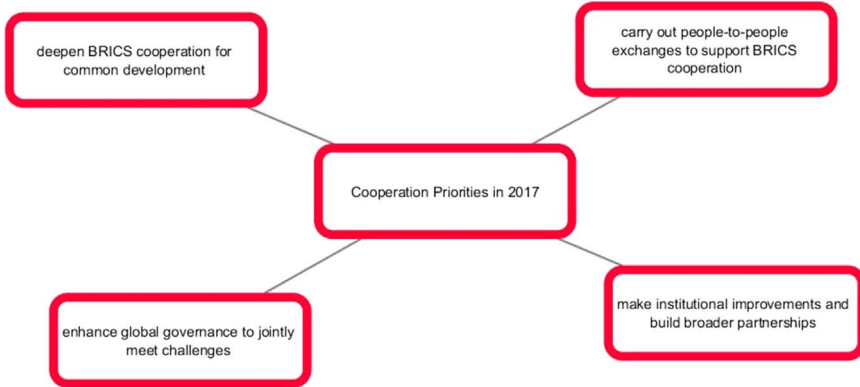 deepen BRICS cooperation for
common development
carry out people-to-people
exchanges to support BRICS
cooperation
Cooperation Priorities in 2017
enhance global governance to jointly
meet challenges
make institutional improvements and
build broader partnerships